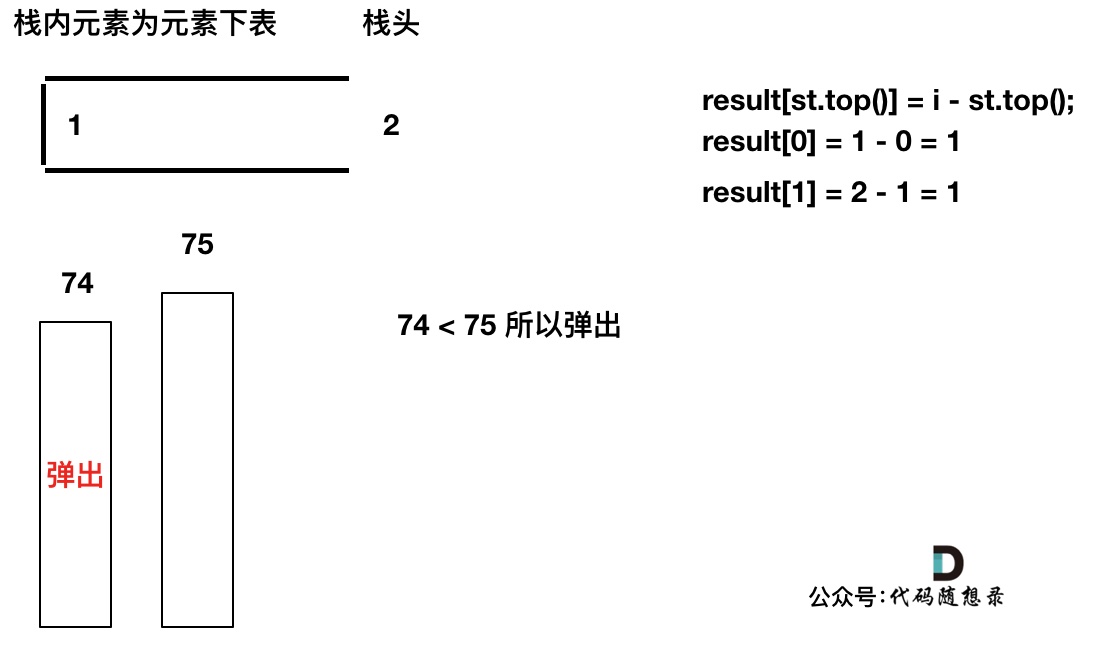 栈内元素为元素下表 栈头
1 2
result[st.top()] = i - st.top();
result[0] = 1 - 0 = 1
result[1] = 2 - 1 = 1
75
74
74 < 75 所以弹出
弹出
公众号:代码随想录